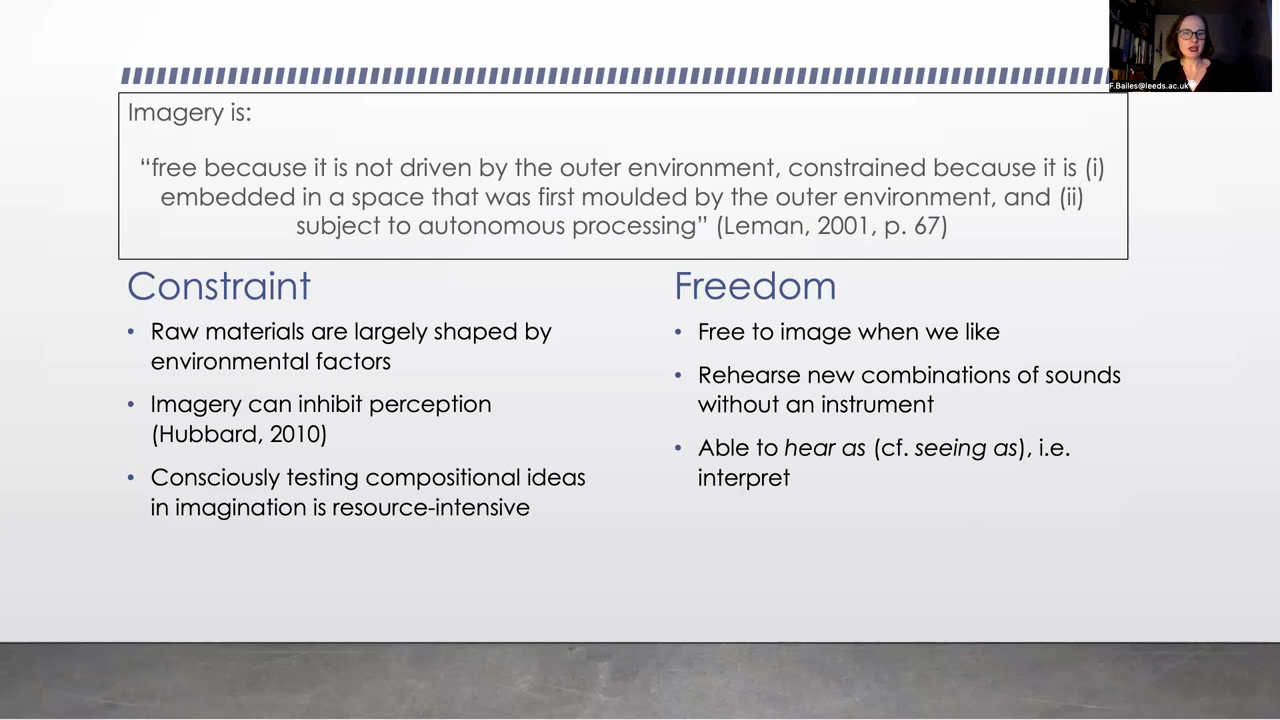 F.Bailes@leeds.ac.uk
Imagery is:
“free because it is not driven by the outer environment, constrained because it is (i)
embedded in a space that was first moulded by the outer environment, and (ii)
subject to autonomous processing” (Leman, 2001, p. 67)
Constraint
• Raw materials are largely shaped by
environmental factors
• Imagery can inhibit perception
(Hubbard, 2010)
• Consciously testing compositional ideas
in imagination is resource-intensive
Freedom
• Free to image when we like
• Rehearse new combinations of sounds
without an instrument
• Able to hear as (cf. seeing as), i.e.
interpret